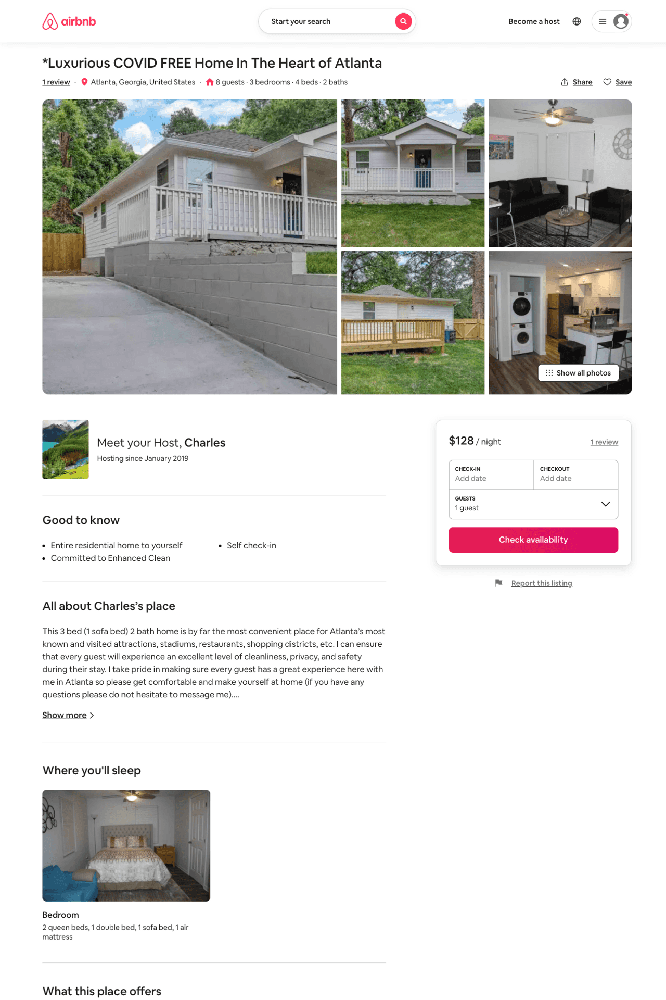 airbnb
Start your search
Become a host
*Luxurious COVID FREE Home In The Heart of Atlanta
1 review · Atlanta, Georgia, United States · 8 guests · 3 bedrooms · 4 beds · 2 baths
Share Save
Show all photos
Meet your Host, Charles
Hosting since January 2019
$128 / night
1 review
CHECK-IN
Add date
CHECKOUT
Add date
GUESTS
1 guest
Check availability
Report this listing
Good to know
Entire residential home to yourself
Self check-in
Committed to Enhanced Clean
All about Charles’s place
This 3 bed (1 sofa bed) 2 bath home is by far the most convenient place for Atlanta’s most
known and visited attractions, stadiums, restaurants, shopping districts, etc. I can ensure
that every guest will experience an excellent level of cleanliness, privacy, and safety
during their stay. I take pride in making sure every guest has a great experience here with
me in Atlanta so please get comfortable and make yourself at home (if you have any
questions please do not hesitate to message me)....
Show more
Where you'll sleep
Bedroom
2 queen beds, 1 double bed, 1 sofa bed, 1 air
mattress
What this place offers